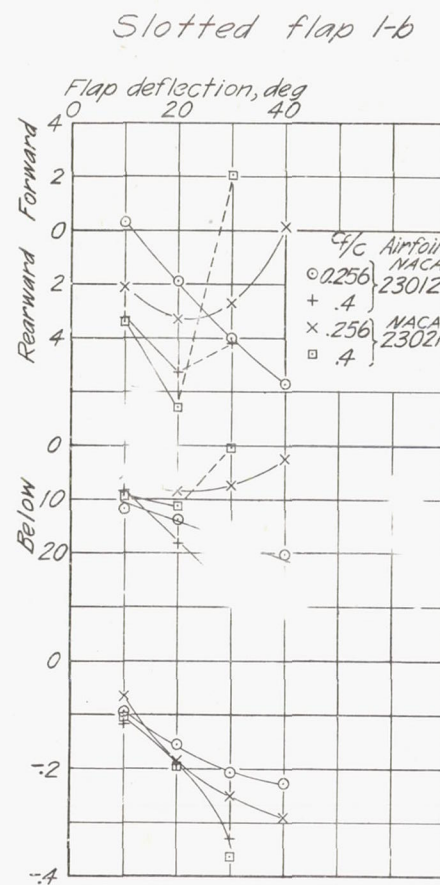 Slotted flap 1-b
Flap deflection, deg
0 20 40
Forward
Rearward
4
2
0
2
4
cf/c Airfoil
0.256 NACA
.4 23012
.256 NACA
.4 2302
Below
0
10
20
0
-.2
-.4